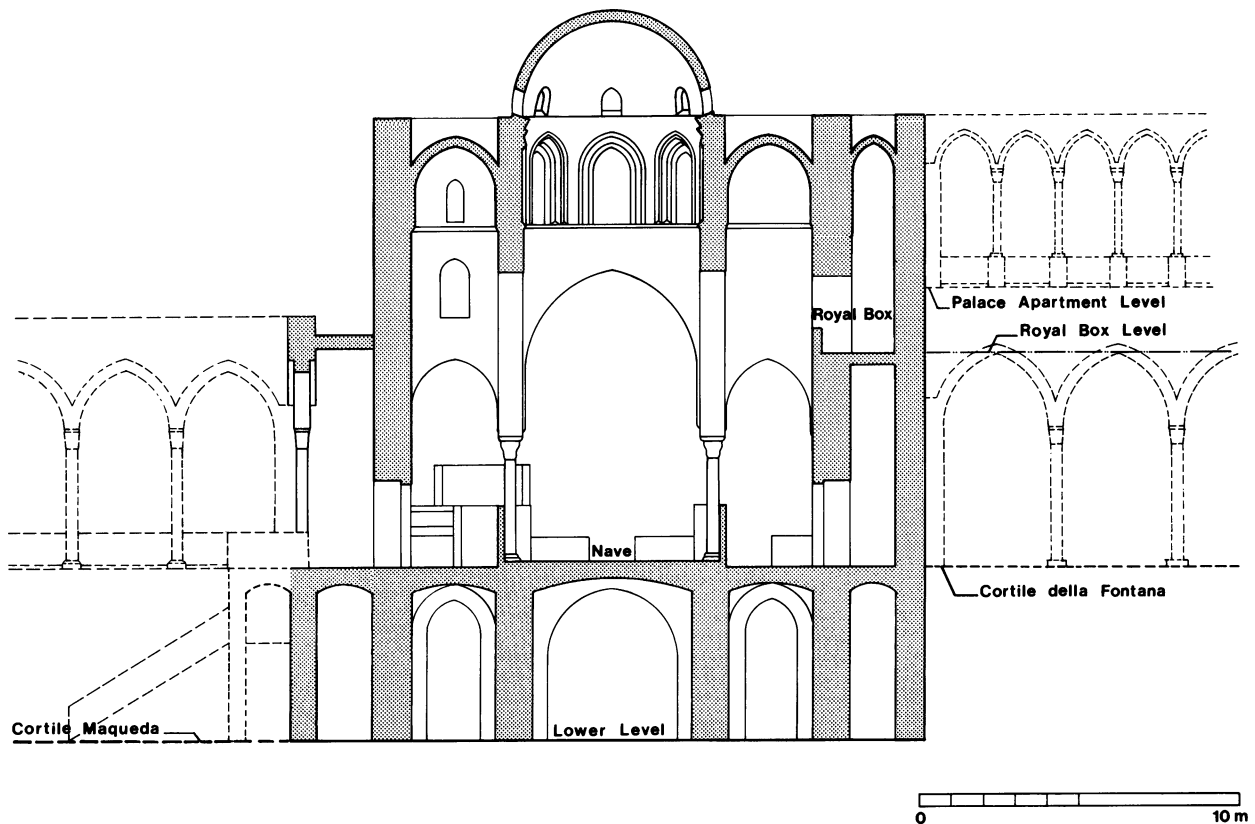 Palace Apartment Level
Royal Box
Royal Box Level
Nave
Cortile della Fontana
Cortile Maqueda
Lower Level
0 10 m